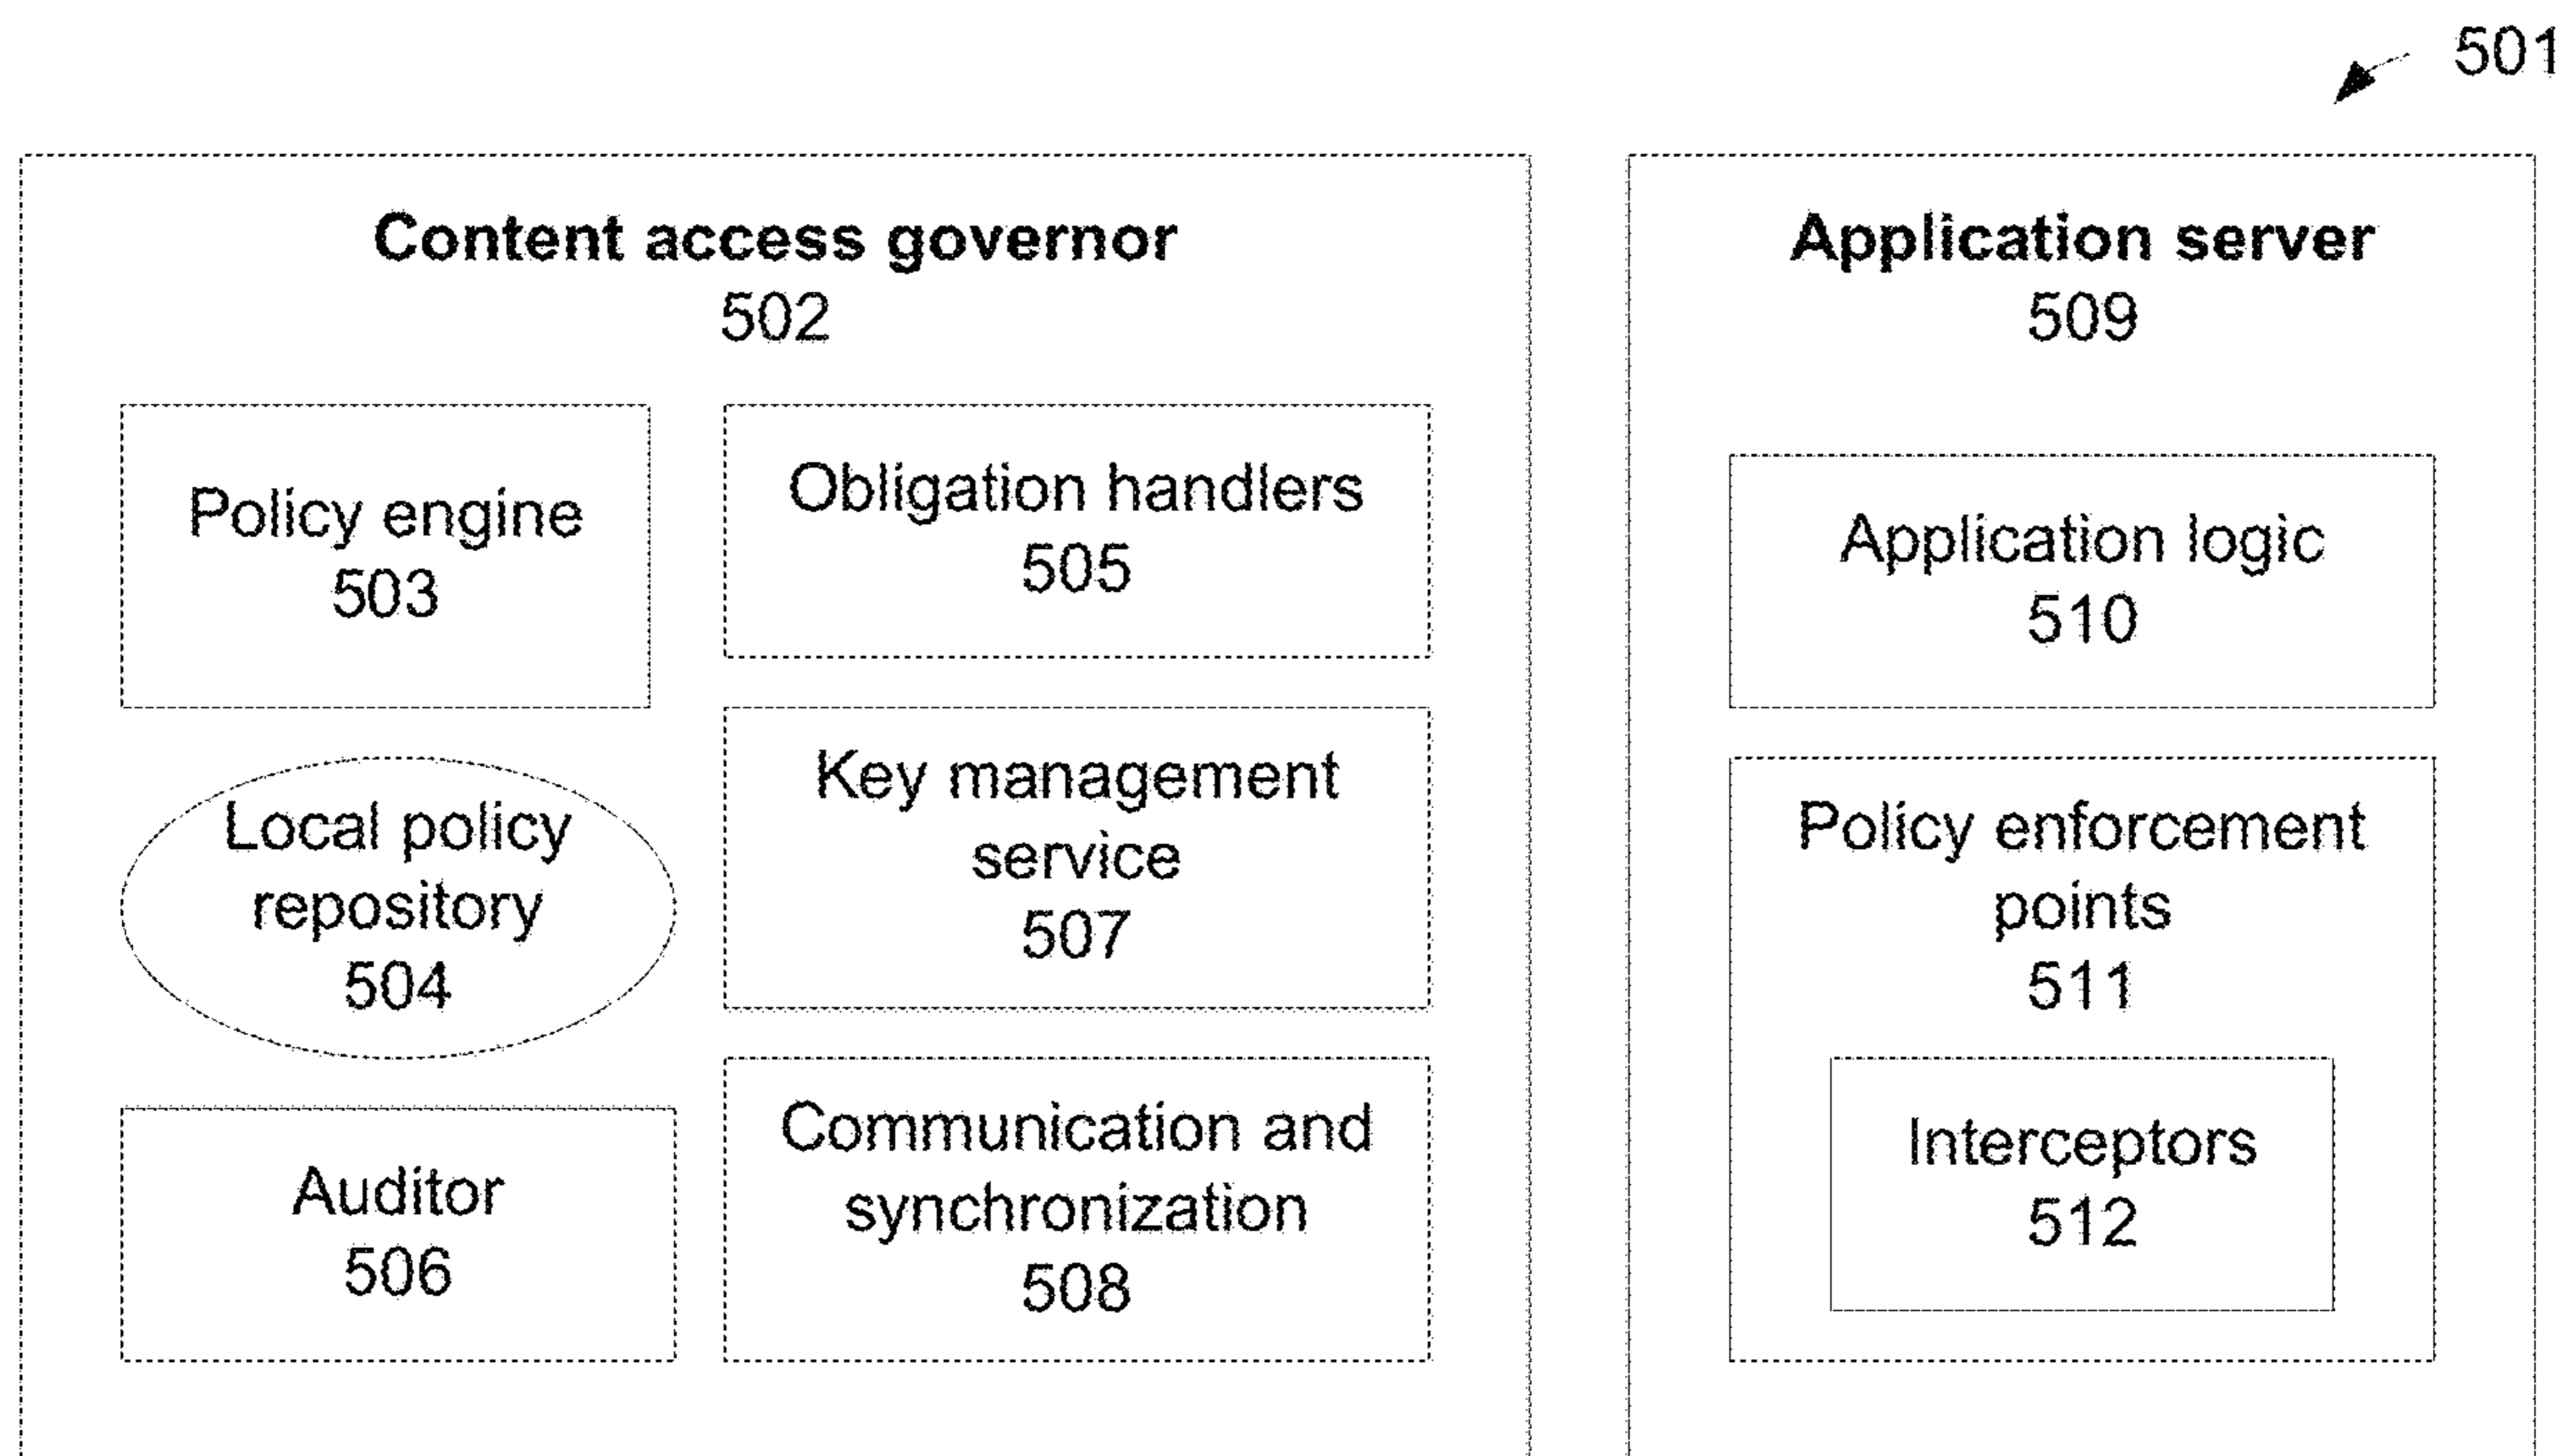 501
Content access governor
502
Policy engine
503
Obligation handlers
505
Local policy
repository
504
Key management
service
507
Auditor
506
Communication and
synchronization
508
Application server
509
Application logic
510
Policy enforcement
points
511
Interceptors
512